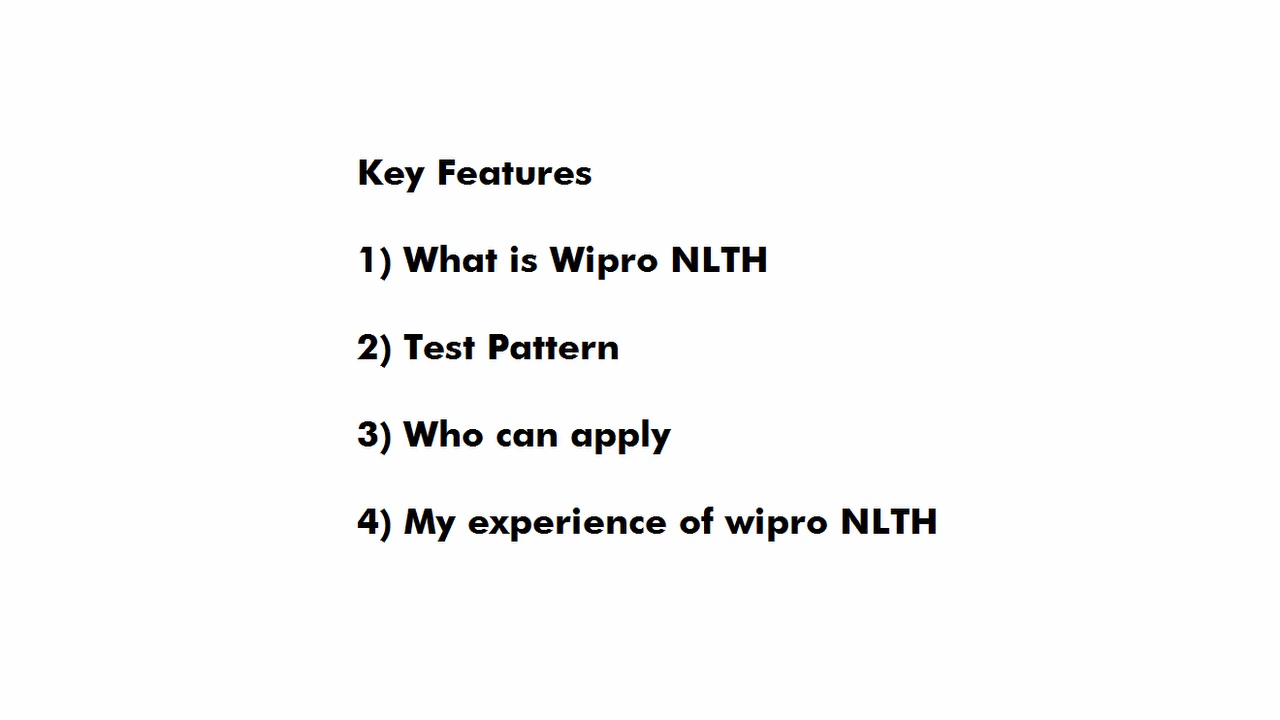 Key Features
1) What is Wipro NLTH
2) Test Pattern
3) Who can apply
4) My experience of wipro NLTH